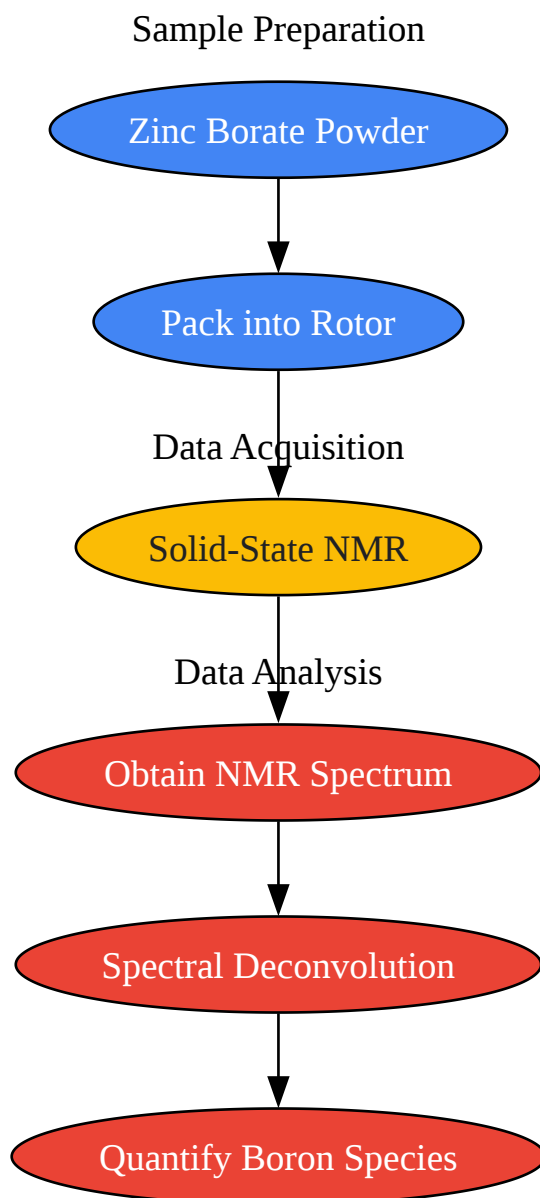 Sample Preparation
Zinc Borate Powder
Pack into Rotor
Data Acquisition
Solid-State NMR
Data Analysis
Obtain NMR Spectrum
Spectral Deconvolution
Quantify Boron Species